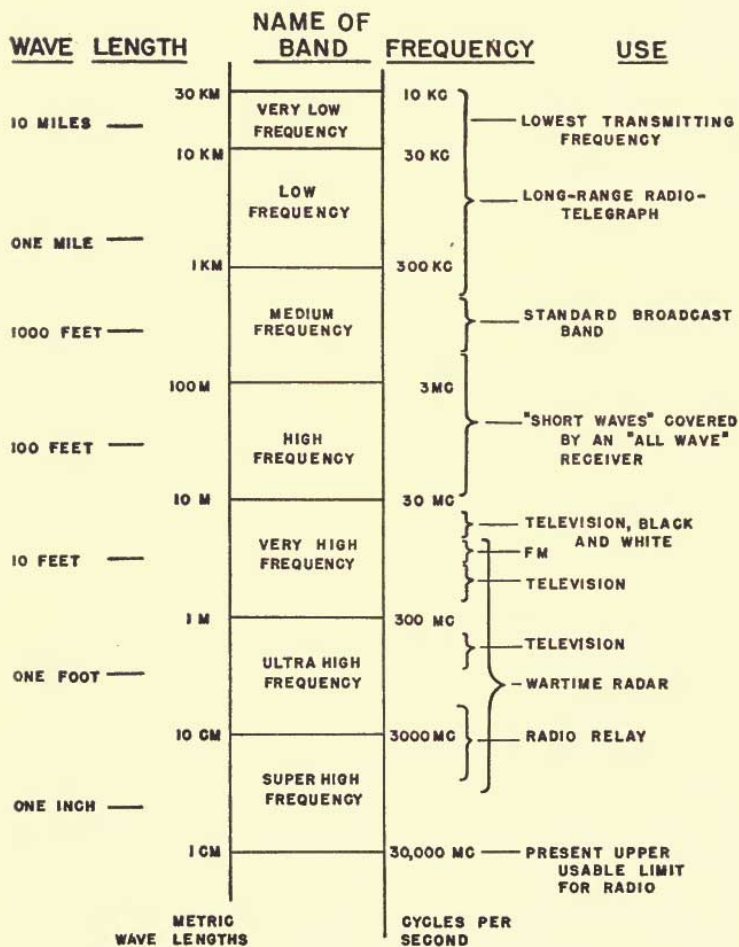 NAME OF
WAVE LENGTH BAND FREQUENCY USE
30 KM 10 KC
VERY LOW
10 MILES FREQUENCY LOWEST TRANSMITTING
FREQUENCY
10 KM 30 KC
LOW
FREQUENCY LONG-RANGE RADIO-
TELEGRAPH
ONE MILE
1 KM 300 KC
MEDIUM STANDARD BROADCAST
1000 FEET FREQUENCY BAND
100 M 3 MC
"SHORT WAVES" COVERED
100 FEET HIGH BY AN "ALL WAVE"
FREQUENCY RECEIVER
10 M 30 MC
TELEVISION, BLACK
VERY HIGH AND WHITE
10 FEET FREQUENCY FM
TELEVISION
1 M 300 MC
TELEVISION
ULTRA HIGH
ONE FOOT FREQUENCY WARTIME RADAR
10 CM 3000 MC RADIO RELAY
SUPER HIGH
ONE INCH FREQUENCY
1 CM 30,000 MC PRESENT UPPER
USABLE LIMIT
FOR RADIO
METRIC CYCLES PER
WAVE LENGTHS SECOND